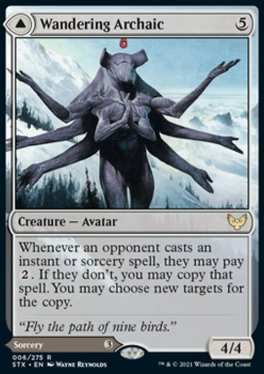 Wandering Archaic 5
Creature — Avatar
Whenever an opponent casts an
instant or sorcery spell, they may pay
2. If they don't, you may copy that
spell. You may choose new targets for
the copy.
"Fly the path of nine birds."
Sorcery 3
4/4
006/275 R
STX • EN WAYNE REYNOLDS
™ & © 2021 Wizards of the Coast